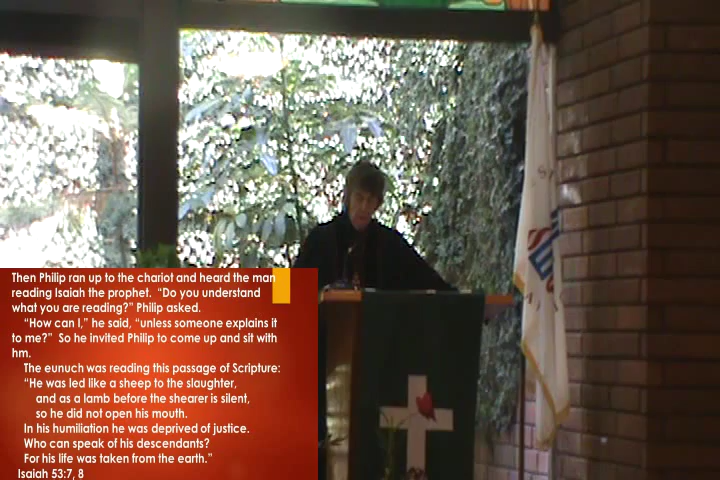 Then Philip ran up to the chariot and heard the man
reading Isaiah the prophet. “Do you understand
what you are reading?” Philip asked.
“How can I,” he said, “unless someone explains it
to me?” So he invited Philip to come up and sit with
hm.
The eunuch was reading this passage of Scripture:
“He was led like a sheep to the slaughter,
and as a lamb before the shearer is silent,
so he did not open his mouth.
In his humiliation he was deprived of justice.
Who can speak of his descendants?
For his life was taken from the earth.”
Isaiah 53:7, 8